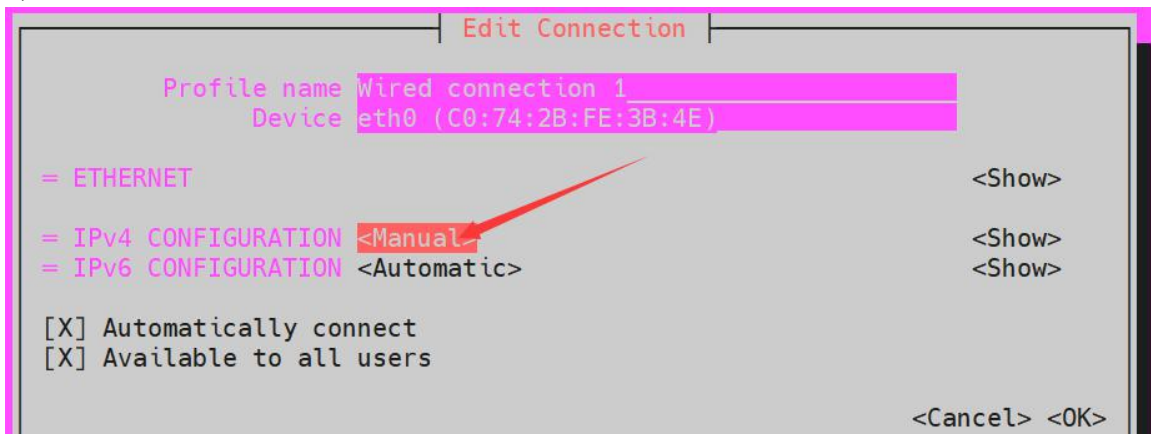 Edit Connection
Profile name Wired connection 1
Device eth0 (C0:74:2B:FE:3B:4E)
= ETHERNET <Show>
= IPv4 CONFIGURATION <Manual> <Show>
= IPv6 CONFIGURATION <Automatic> <Show>
[X] Automatically connect
[X] Available to all users
<Cancel> <OK>